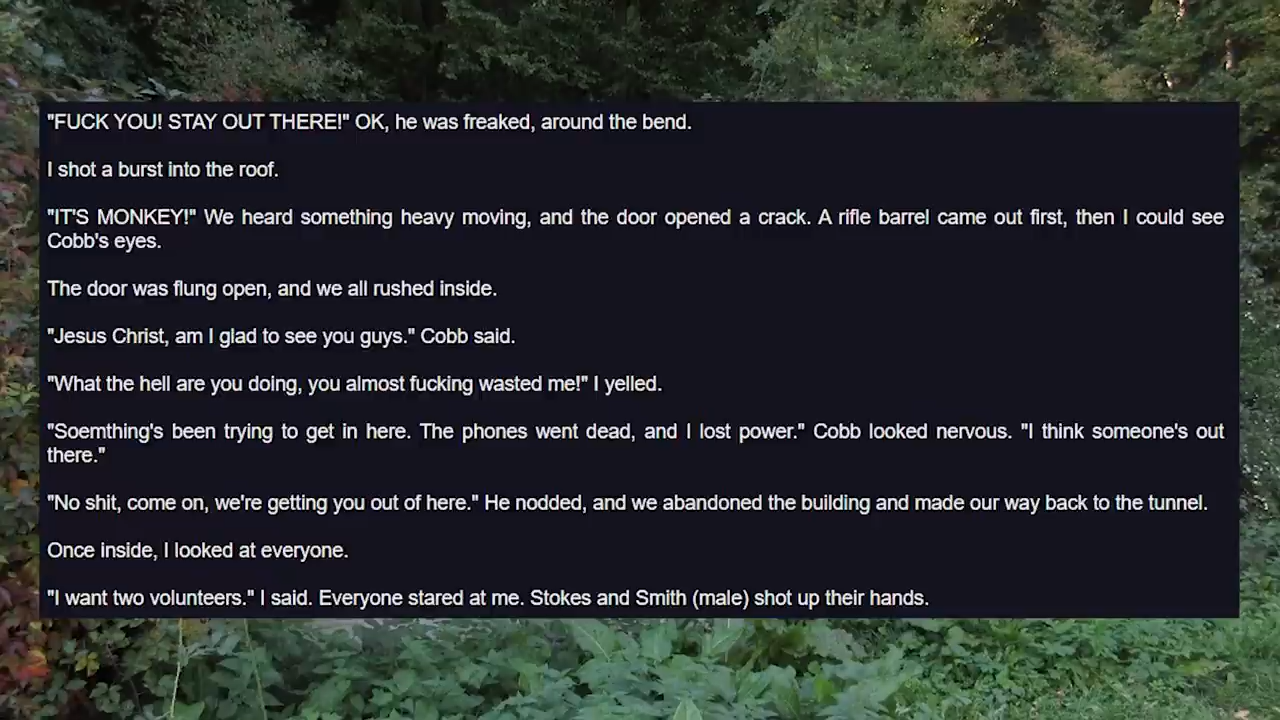 "FUCK YOU! STAY OUT THERE!" OK, he was freaked, around the bend.
I shot a burst into the roof.
"IT'S MONKEY!" We heard something heavy moving, and the door opened a crack. A rifle barrel came out first, then I could see
Cobb's eyes.
The door was flung open, and we all rushed inside.
"Jesus Christ, am I glad to see you guys." Cobb said.
"What the hell are you doing, you almost fucking wasted me!" I yelled.
"Soemthing's been trying to get in here. The phones went dead, and I lost power." Cobb looked nervous. "I think someone's out
there."
"No shit, come on, we're getting you out of here." He nodded, and we abandoned the building and made our way back to the tunnel.
Once inside, I looked at everyone.
"I want two volunteers." I said. Everyone stared at me. Stokes and Smith (male) shot up their hands.